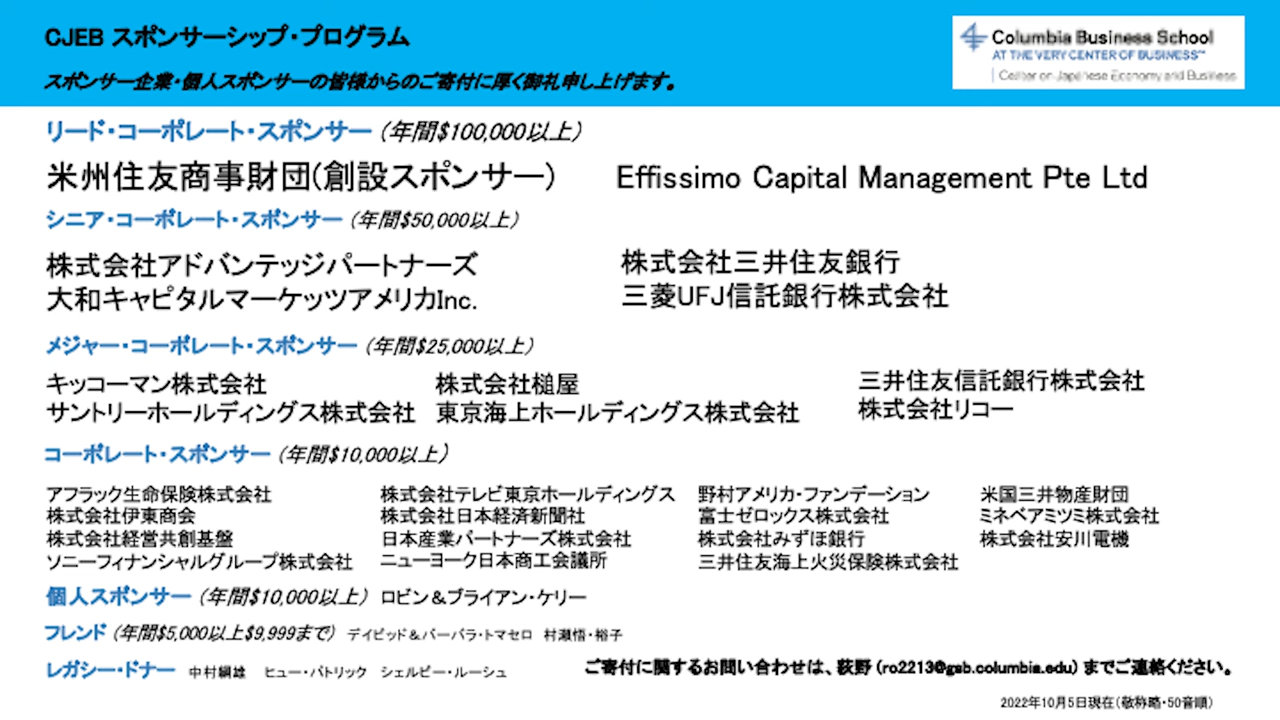 CJEB スポンサーシップ・プログラム
スポンサー企業・個人スポンサーの皆様からのご寄付に厚く御礼申し上げます。
Columbia Business School
AT THE VERY CENTER OF BUSINESS™
Center on Japanese Economy and Business
リード・コーポレート・スポンサー (年間$100,000以上)
米州住友商事財団(創設スポンサー) Effissimo Capital Management Pte Ltd
シニア・コーポレート・スポンサー (年間$50,000以上)
株式会社アドバンテッジパートナーズ 株式会社三井住友銀行
大和キャピタルマーケッツアメリカInc. 三菱UFJ信託銀行株式会社
メジャー・コーポレート・スポンサー (年間$25,000以上)
キッコーマン株式会社 株式会社槌屋 三井住友信託銀行株式会社
サントリーホールディングス株式会社 東京海上ホールディングス株式会社 株式会社リコー
コーポレート・スポンサー (年間$10,000以上)
アフラック生命保険株式会社 株式会社テレビ東京ホールディングス 野村アメリカ・ファンデーション 米国三井物産財団
株式会社伊東商会 株式会社日本経済新聞社 富士ゼロックス株式会社 ミネベアミツミ株式会社
株式会社経営共創基盤 日本産業パートナーズ株式会社 株式会社みずほ銀行 株式会社安川電機
ソニーフィナンシャルグループ株式会社 ニューヨーク日本商工会議所 三井住友海上火災保険株式会社
個人スポンサー (年間$10,000以上) ロビン&ブライアン・ケリー
フレンド (年間$5,000以上$9,999まで) デイビッド&バーバラ・トマセロ 村瀬悟・裕子
レガシー・ドナー 中村綱雄 ヒュー・パトリック シェルビー・ルーシュ ご寄付に関するお問い合わせは、荻野 (ro2213@gsb.columbia.edu) までご連絡ください。
2022年10月5日現在(敬称略・50音順)